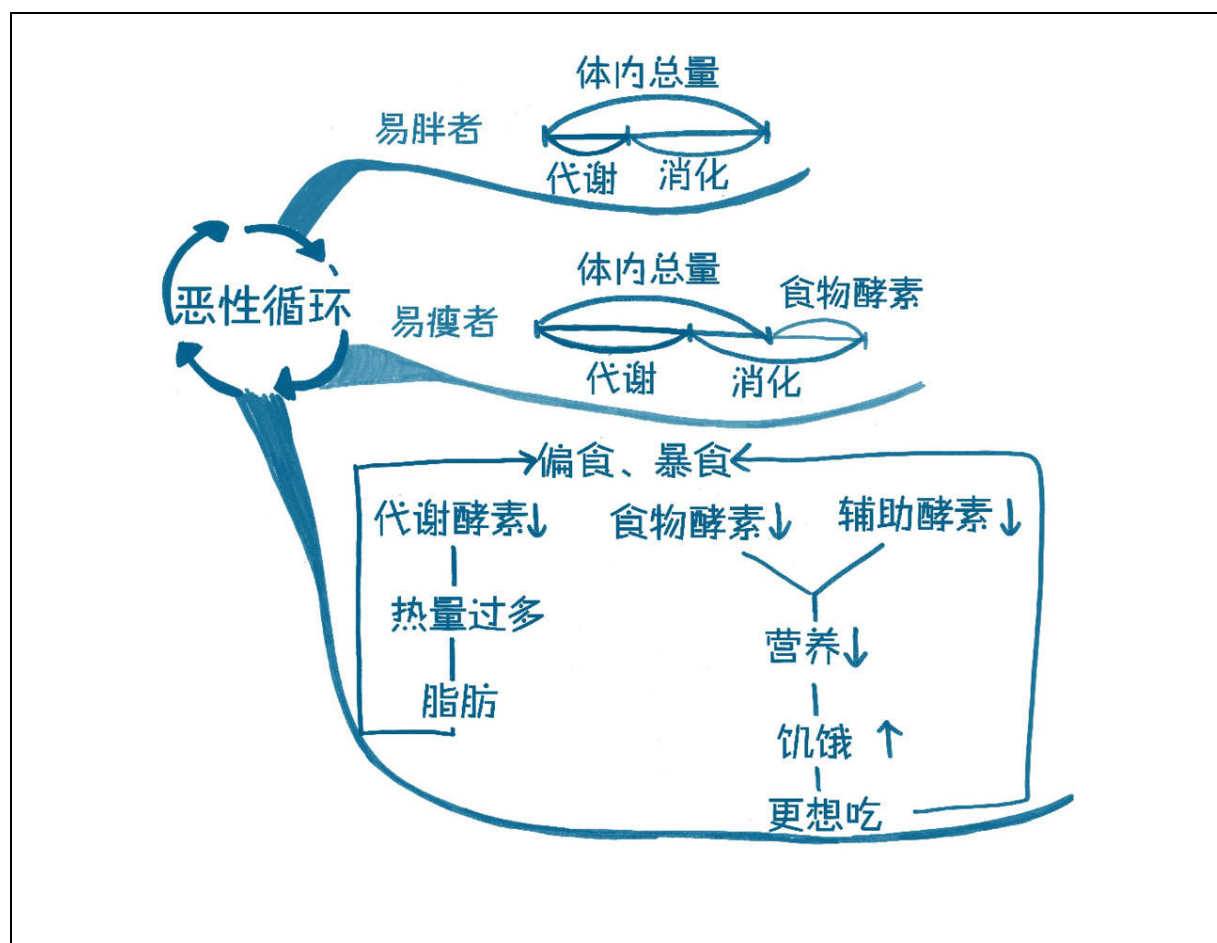 体内总量
易胖者
代谢 消化
恶性循环
体内总量
食物酵素
易瘦者
代谢 消化
偏食、暴食
代谢酵素↓ 食物酵素↓ 辅助酵素↓
热量过多
营养↓
脂肪
饥饿 ↑
更想吃